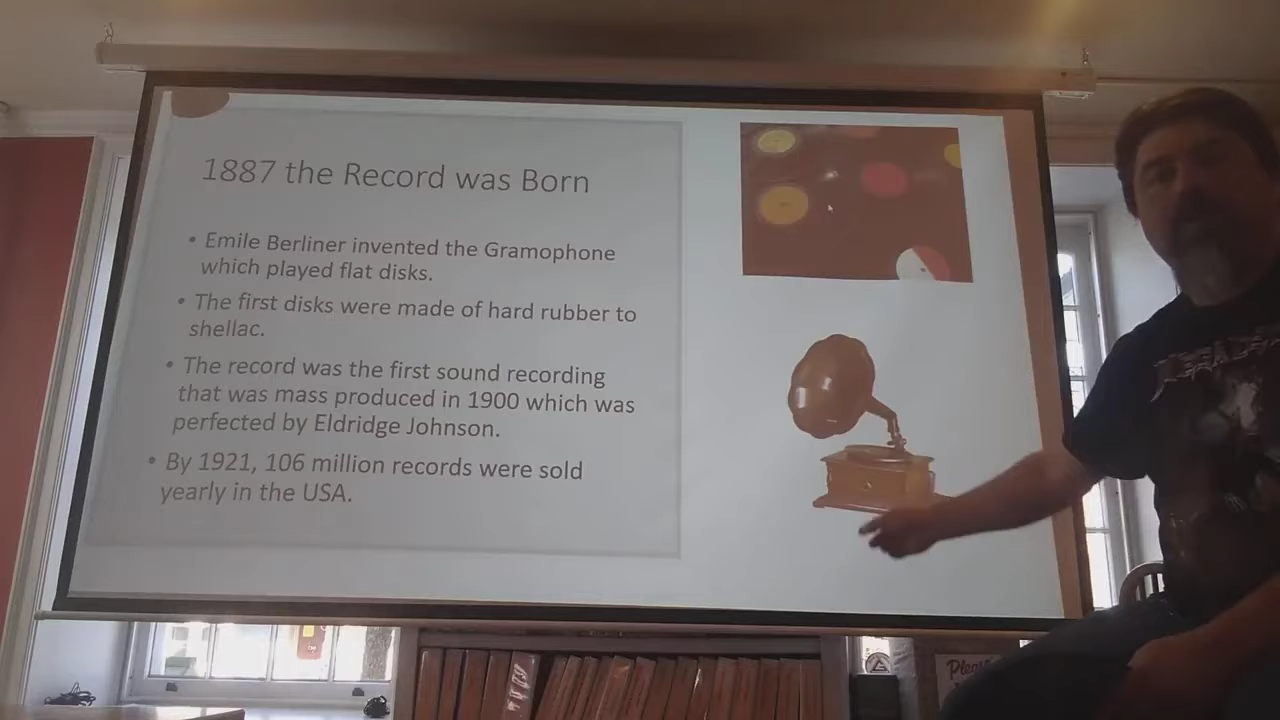 1887 the Record was Born
• Emile Berliner invented the Gramophone
which played flat disks.
• The first disks were made of hard rubber to
shellac.
• The record was the first sound recording
that was mass produced in 1900 which was
perfected by Eldridge Johnson.
• By 1921, 106 million records were sold
yearly in the USA.